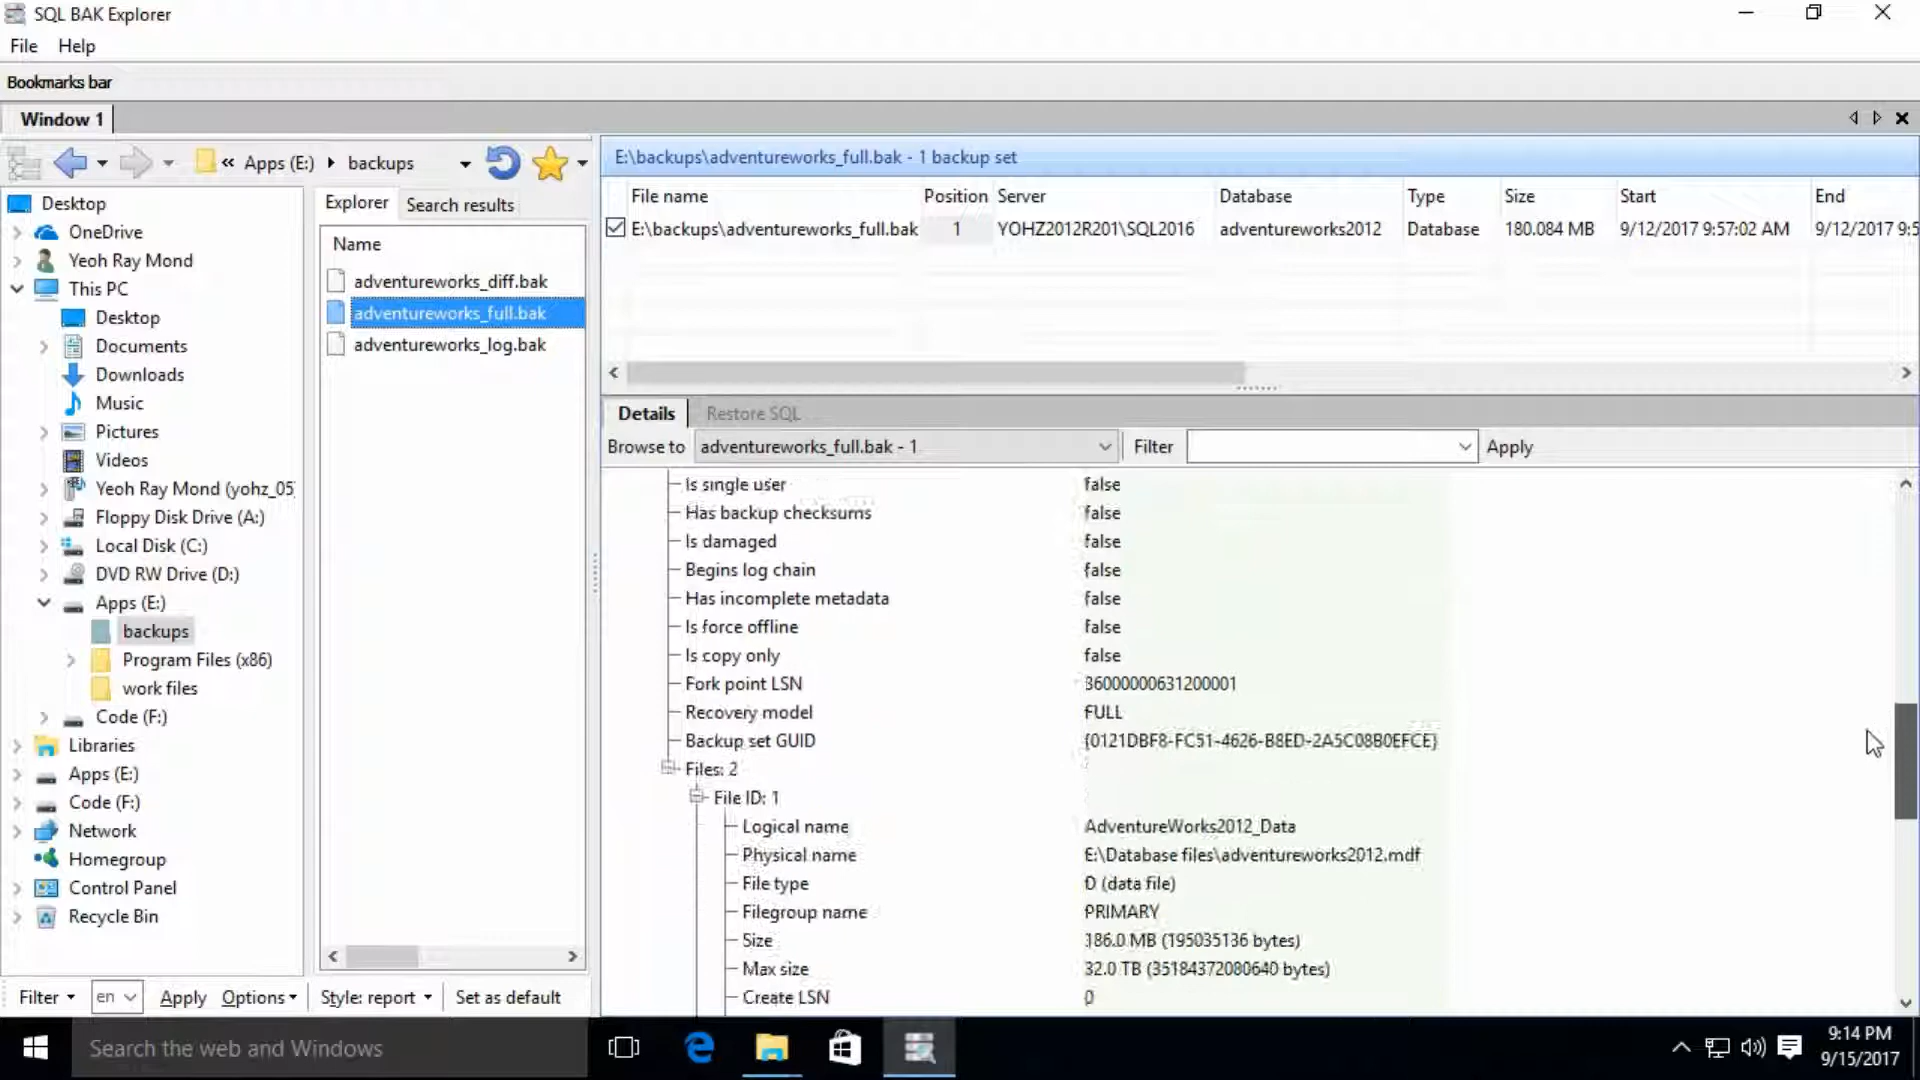 SQL BAK Explorer
File Help
Bookmarks bar
Window 1
« Apps (E:) backups
Desktop
OneDrive
Yeoh Ray Mond
This PC
Desktop
Documents
Downloads
Music
Pictures
Videos
Yeoh Ray Mond (yohz_05
Floppy Disk Drive (A:)
Local Disk (C:)
DVD RW Drive (D:)
Apps (E:)
backups
Program Files (x86)
work files
Code (F:)
Libraries
Apps (E:)
Code (F:)
Network
Homegroup
Control Panel
Recycle Bin
Filter en Apply Options Style: report Set as default
Explorer Search results
Name
adventureworks_diff.bak
adventureworks_full.bak
adventureworks_log.bak
E:\backups\adventureworks_full.bak - 1 backup set
File name Position Server Database Type Size Start End
E:\backups\adventureworks_full.bak 1 YOHZ2012R201\SQL2016 adventureworks2012 Database 180.084 MB 9/12/2017 9:57:02 AM 9/12/2017 9:5
Details Restore SQL
Browse to adventureworks_full.bak - 1 Filter Apply
Is single user false
Has backup checksums false
Is damaged false
Begins log chain false
Has incomplete metadata false
Is force offline false
Is copy only false
Fork point LSN 36000000631200001
Recovery model FULL
Backup set GUID {0121DBF8-FC51-4626-B8ED-2A5C08B0EFCE}
Files: 2
File ID: 1
Logical name AdventureWorks2012_Data
Physical name E:\Database files\adventureworks2012.mdf
File type D (data file)
Filegroup name PRIMARY
Size 186.0 MB (195035136 bytes)
Max size 32.0 TB (35184372080640 bytes)
Create LSN 0
Search the web and Windows
9:14 PM
9/15/2017